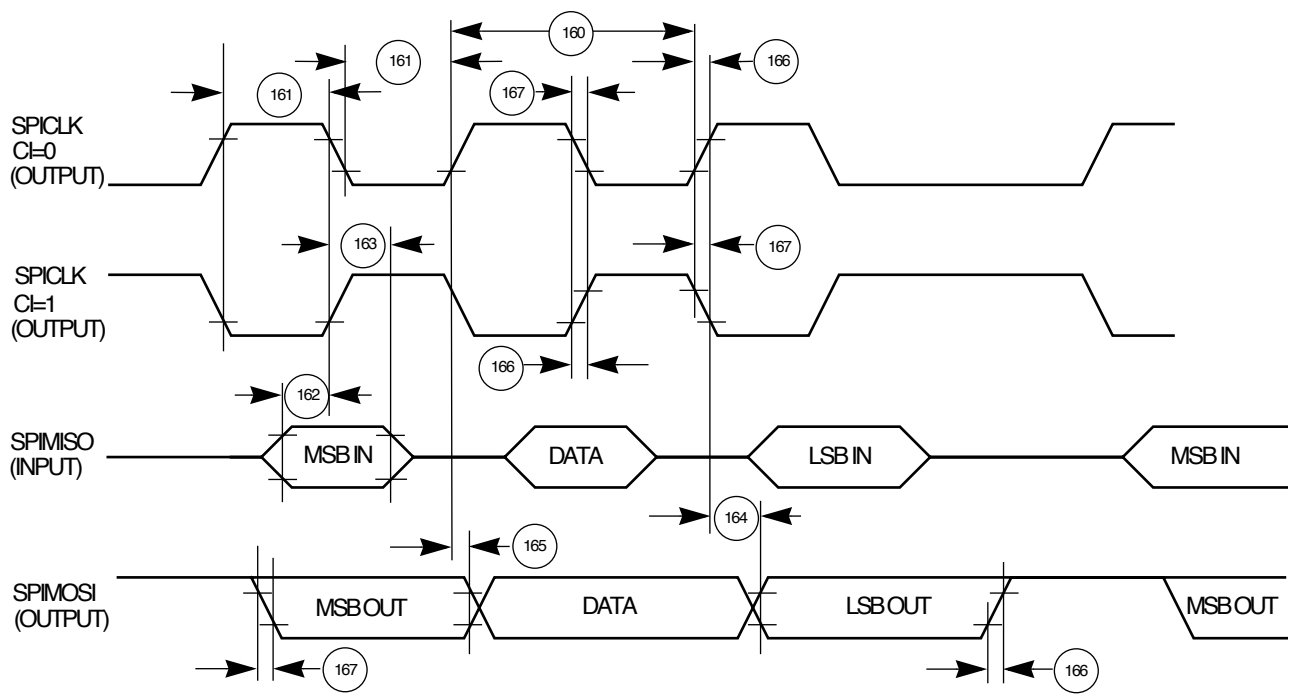 160
161
166
161
167
SPICLK
CI=0
(OUTPUT)
163
167
SPICLK
CI=1
(OUTPUT)
166
162
SPIMISO
(INPUT)
MSB IN
DATA
LSB IN
MSB IN
164
165
SPIMOSI
(OUTPUT)
MSB OUT
DATA
LSB OUT
MSB OUT
167
166